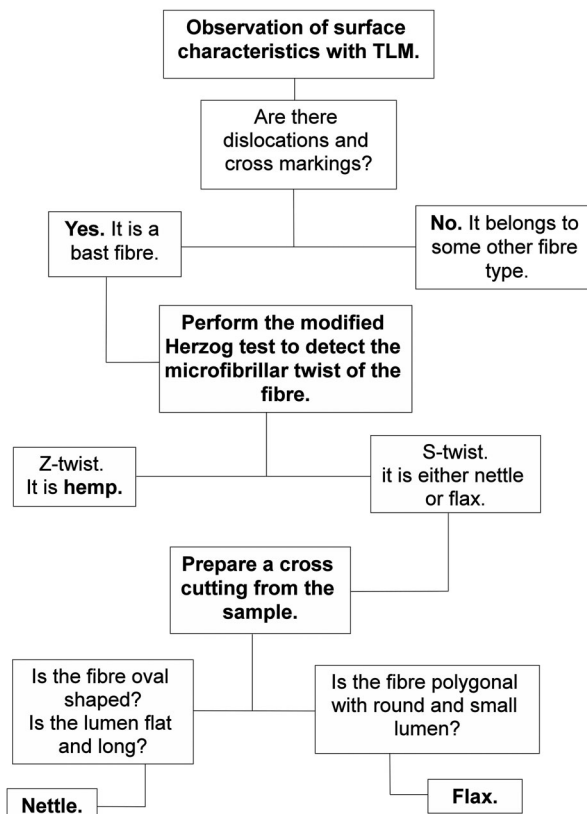 Observation of surface
characteristics with TLM.
Are there
dislocations and
cross markings?
Yes. It is a
bast fibre.
No. It belongs to
some other fibre
type.
Perform the modified
Herzog test to detect the
microfibrillar twist of the
fibre.
Z-twist.
It is hemp.
S-twist.
it is either nettle
or flax.
Prepare a cross
cutting from the
sample.
Is the fibre oval
shaped?
Is the lumen flat
and long?
Is the fibre polygonal
with round and small
lumen?
Nettle.
Flax.